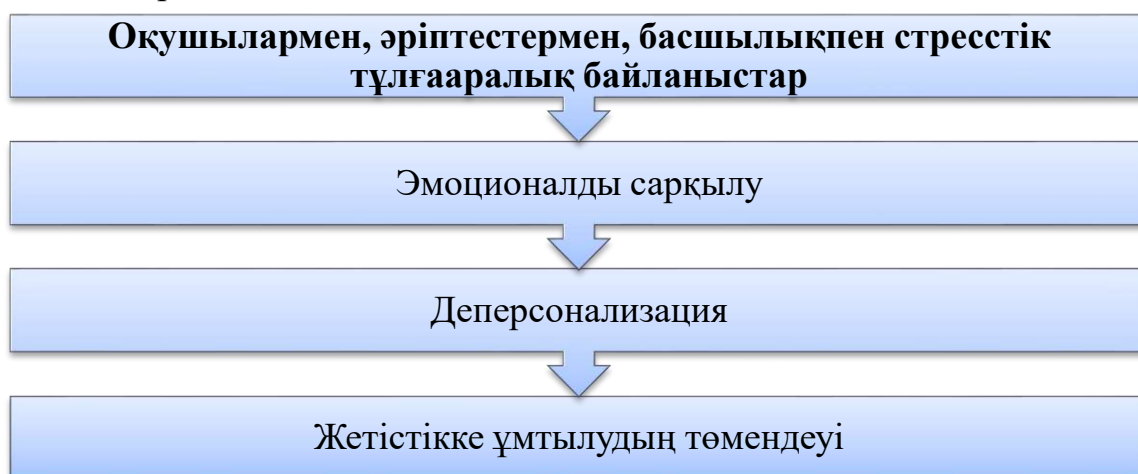 Оқушылармен, әріптестермен, басшылықпен стресстік
тұлғааралық байланыстар
Эмоционалды сарқылу
Деперсонализация
Жетістікке ұмтылудың төмендеуі